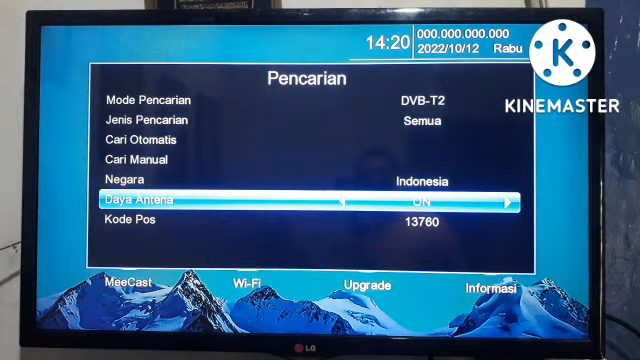 14:20
000.000.000.000
2022/10/12 Rabu
KINEMASTER
Pencarian
Mode Pencarian DVB-T2
Jenis Pencarian Semua
Cari Otomatis
Cari Manual
Negara Indonesia
Daya Antena ON
Kode Pos 13760
MeeCast Wi-Fi Upgrade Informasi
LG